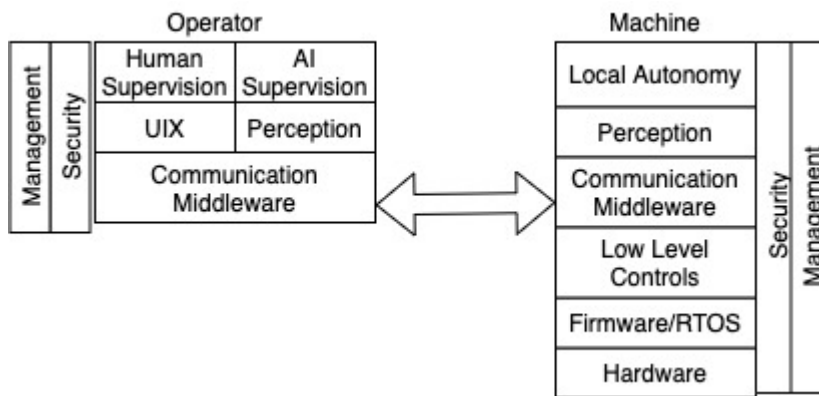 Operator
Management
Security
Human
Supervision
AI
Supervision
UIX
Perception
Communication
Middleware
Machine
Local Autonomy
Perception
Communication
Middleware
Low Level
Controls
Firmware/RTOS
Hardware
Security
Management